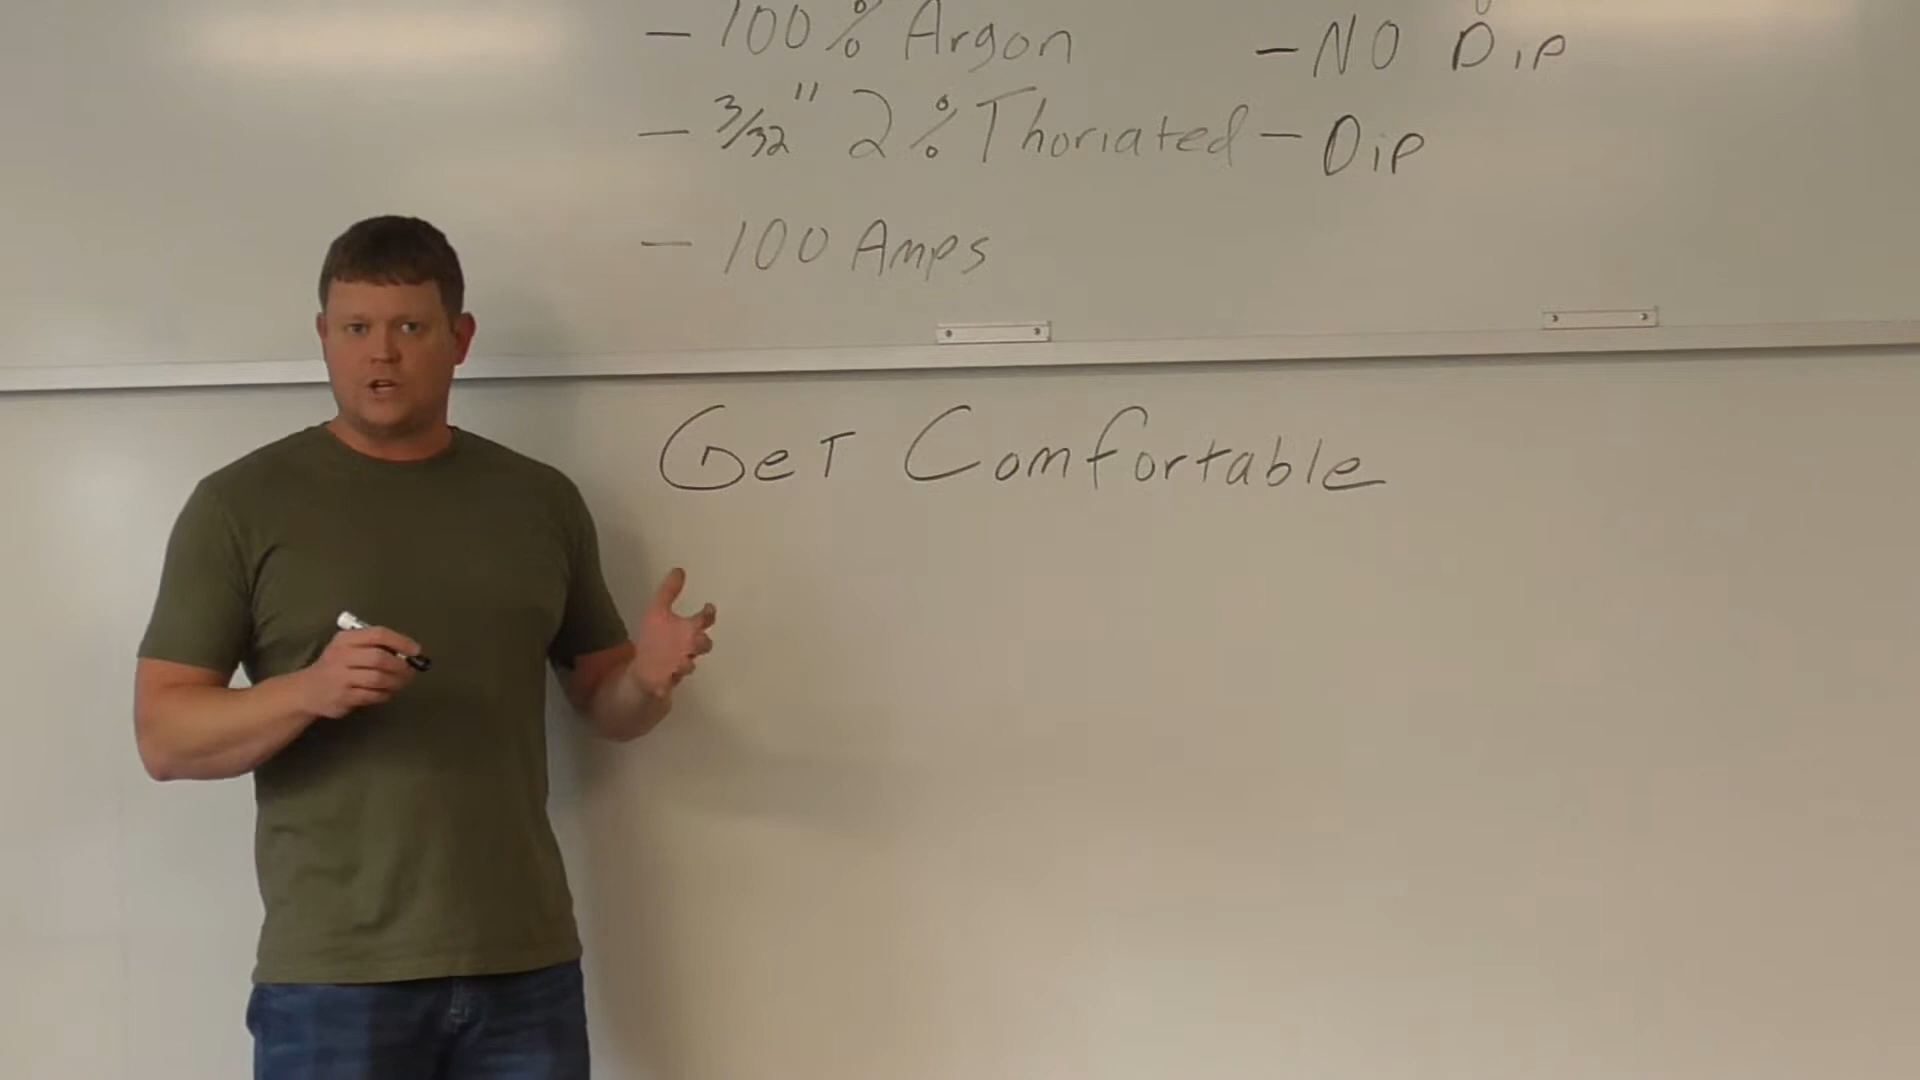 - 100% Argon
- 3/32" 2% Thoriated
- 100 Amps
- NO Dip
- Dip
Get Comfortable